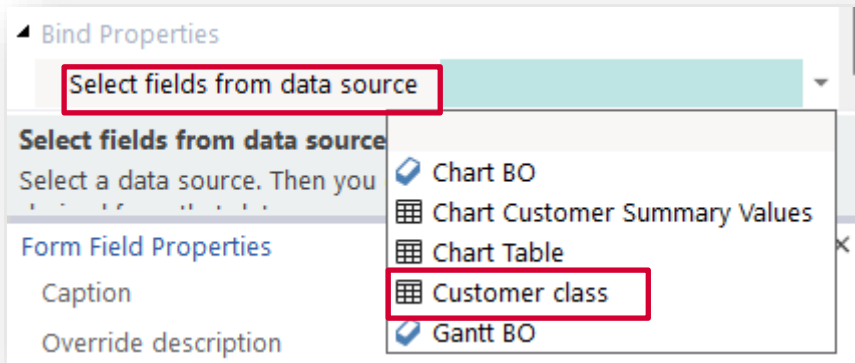 Bind Properties
Select fields from data source
Select fields from data source
Select a data source. Then you
Chart BO
Chart Customer Summary Values
Chart Table
Customer class
Gantt BO
Form Field Properties
Caption
Override description